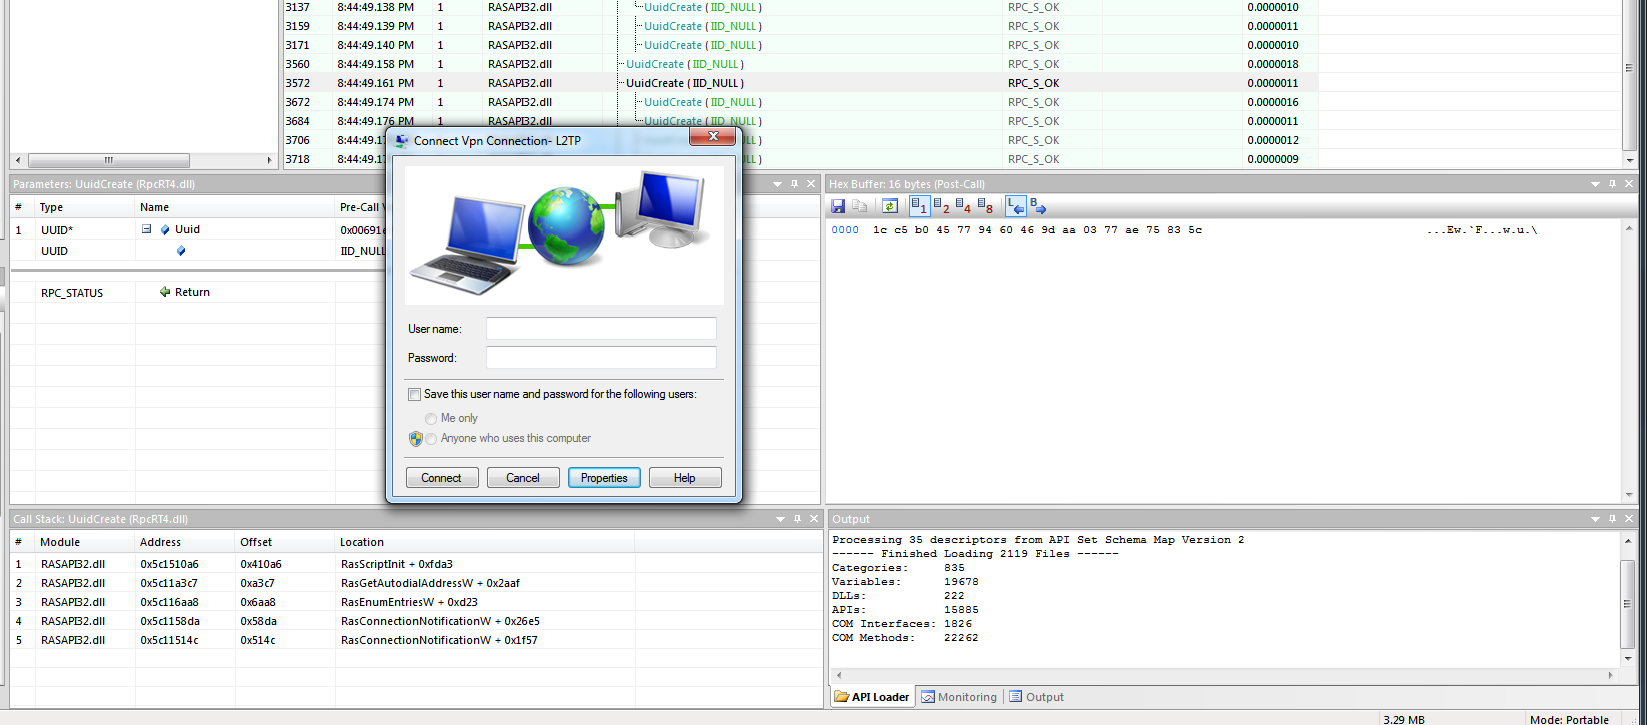 3137 8:44:49.138 PM 1 RASAPI32.dll UuidCreate ( IID_NULL ) RPC_S_OK 0.0000010
3159 8:44:49.139 PM 1 RASAPI32.dll UuidCreate ( IID_NULL ) RPC_S_OK 0.0000011
3171 8:44:49.140 PM 1 RASAPI32.dll UuidCreate ( IID_NULL ) RPC_S_OK 0.0000010
3560 8:44:49.158 PM 1 RASAPI32.dll UuidCreate ( IID_NULL ) RPC_S_OK 0.0000018
3572 8:44:49.161 PM 1 RASAPI32.dll UuidCreate ( IID_NULL ) RPC_S_OK 0.0000011
3672 8:44:49.174 PM 1 RASAPI32.dll UuidCreate ( IID_NULL ) RPC_S_OK 0.0000016
3684 8:44:49.176 PM 1 RASAPI32.dll UuidCreate ( IID_NULL ) RPC_S_OK 0.0000011
3706 8:44:49.1 RPC_S_OK 0.0000012
3718 8:44:49.1 RPC_S_OK 0.0000009
Connect Vpn Connection- L2TP
User name:
Password:
Save this user name and password for the following users:
Me only
Anyone who uses this computer
Connect Cancel Properties Help
Parameters: UuidCreate (RpcRT4.dll)
# Type Name Pre-Call V
1 UUID* Uuid 0x00691e
UUID IID_NULL
RPC_STATUS Return
Hex Buffer: 16 bytes (Post-Call)
1 2 4 8 L B
0000 1c c5 b0 45 77 94 60 46 9d aa 03 77 ae 75 83 5c ...Ew.`F...w.u.\
Call Stack: UuidCreate (RpcRT4.dll)
# Module Address Offset Location
1 RASAPI32.dll 0x5c1510a6 0x410a6 RasScriptInit + 0xfda3
2 RASAPI32.dll 0x5c11a3c7 0xa3c7 RasGetAutodialAddressW + 0x2aaf
3 RASAPI32.dll 0x5c116aa8 0x6aa8 RasEnumEntriesW + 0xd23
4 RASAPI32.dll 0x5c1158da 0x58da RasConnectionNotificationW + 0x26e5
5 RASAPI32.dll 0x5c11514c 0x514c RasConnectionNotificationW + 0x1f57
Output
Processing 35 descriptors from API Set Schema Map Version 2
------ Finished Loading 2119 Files ------
Categories: 835
Variables: 19678
DLLs: 222
APIs: 15885
COM Interfaces: 1826
COM Methods: 22262
API Loader Monitoring Output
3.29 MB Mode: Portable